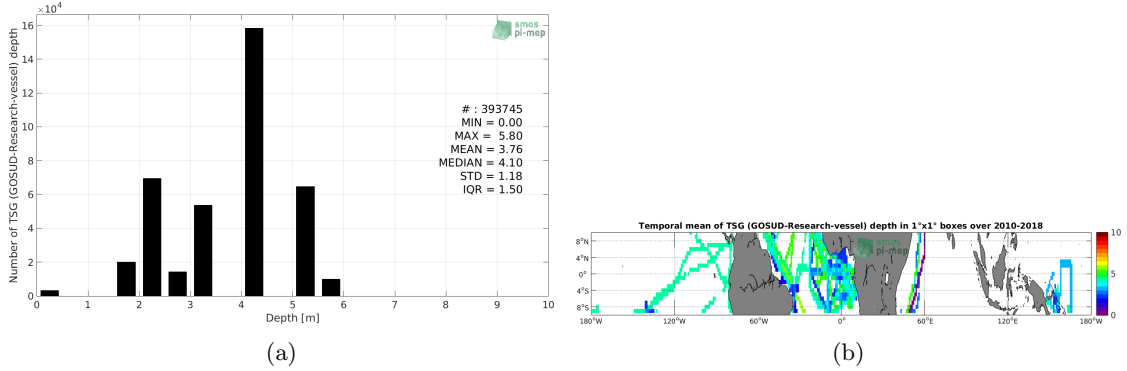 ×10⁴
16
14
12
10
8
6
4
2
0
Number of TSG (GOSUD-Research-vessel) depth
smos
pi-mep
# : 393745
MIN = 0.00
MAX = 5.80
MEAN = 3.76
MEDIAN = 4.10
STD = 1.18
IQR = 1.50
0 1 2 3 4 5 6 7 8 9 10
Depth [m]
(a)
Temporal mean of TSG (GOSUD-Research-vessel) depth in 1°x1° boxes over 2010-2018
smos
pi-mep
8°N
4°N
0°
4°S
8°S
180°W 120°W 60°W 0° 60°E 120°E 180°W
10
5
0
(b)